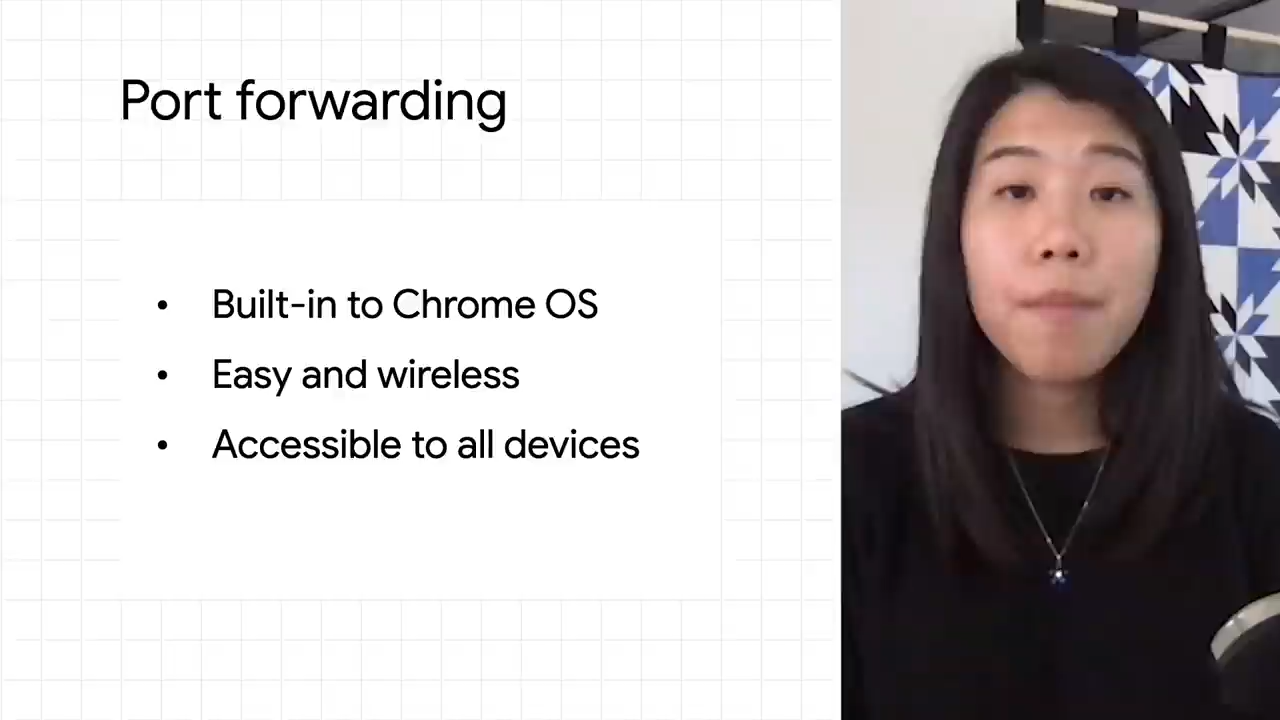 Port forwarding
• Built-in to Chrome OS
• Easy and wireless
• Accessible to all devices